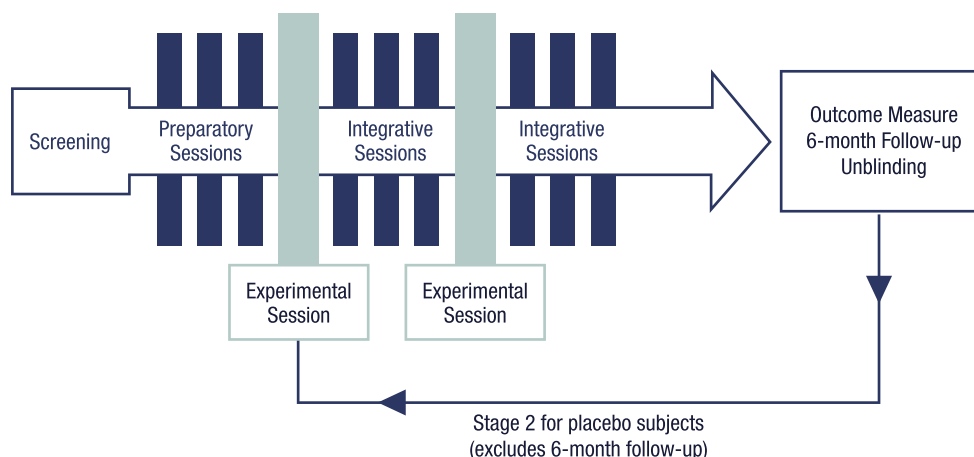 Screening
Preparatory
Sessions
Integrative
Sessions
Integrative
Sessions
Outcome Measure
6-month Follow-up
Unblinding
Experimental
Session
Experimental
Session
Stage 2 for placebo subjects
(excludes 6-month follow-up)